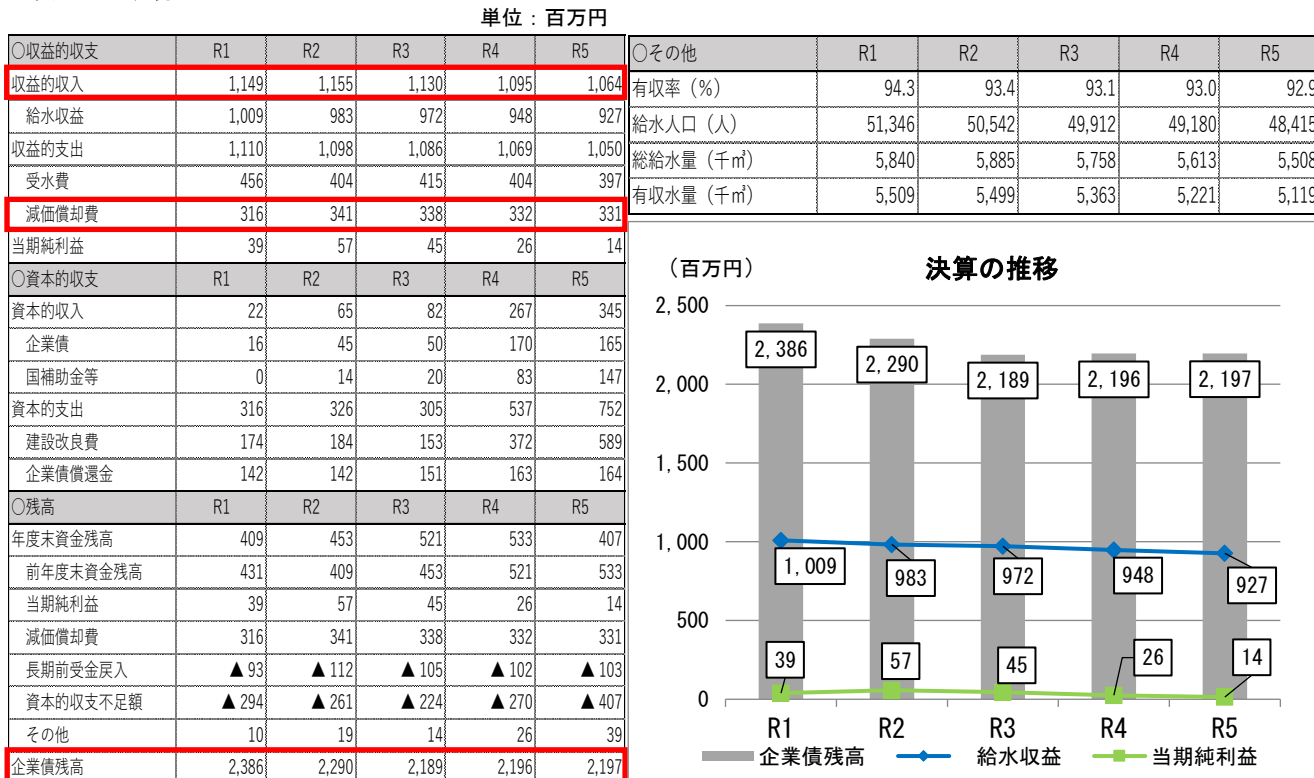 単位：百万円
○収益的収支 R1 R2 R3 R4 R5
収益的収入 1,149 1,155 1,130 1,095 1,064
給水収益 1,009 983 972 948 927
収益的支出 1,110 1,098 1,086 1,069 1,050
受水費 456 404 415 404 397
減価償却費 316 341 338 332 331
当期純利益 39 57 45 26 14
○資本的収支 R1 R2 R3 R4 R5
資本的収入 22 65 82 267 345
企業債 16 45 50 170 165
国補助金等 0 14 20 83 147
資本的支出 316 326 305 537 752
建設改良費 174 184 153 372 589
企業債償還金 142 142 151 163 164
○残高 R1 R2 R3 R4 R5
年度末資金残高 409 453 521 533 407
前年度末資金残高 431 409 453 521 533
当期純利益 39 57 45 26 14
減価償却費 316 341 338 332 331
長期前受金戻入 ▲ 93 ▲ 112 ▲ 105 ▲ 102 ▲ 103
資本的収支不足額 ▲ 294 ▲ 261 ▲ 224 ▲ 270 ▲ 407
その他 10 19 14 26 39
企業債残高 2,386 2,290 2,189 2,196 2,197
○その他 R1 R2 R3 R4 R5
有収率（%） 94.3 93.4 93.1 93.0 92.9
給水人口（人） 51,346 50,542 49,912 49,180 48,415
総給水量（千㎥） 5,840 5,885 5,758 5,613 5,508
有収水量（千㎥） 5,509 5,499 5,363 5,221 5,119
（百万円） 決算の推移
2,500
2,386 2,290 2,189 2,196 2,197
2,000
1,500
1,000
1,009 983 972 948 927
500
39 57 45 26 14
0
R1 R2 R3 R4 R5
企業債残高 給水収益 当期純利益